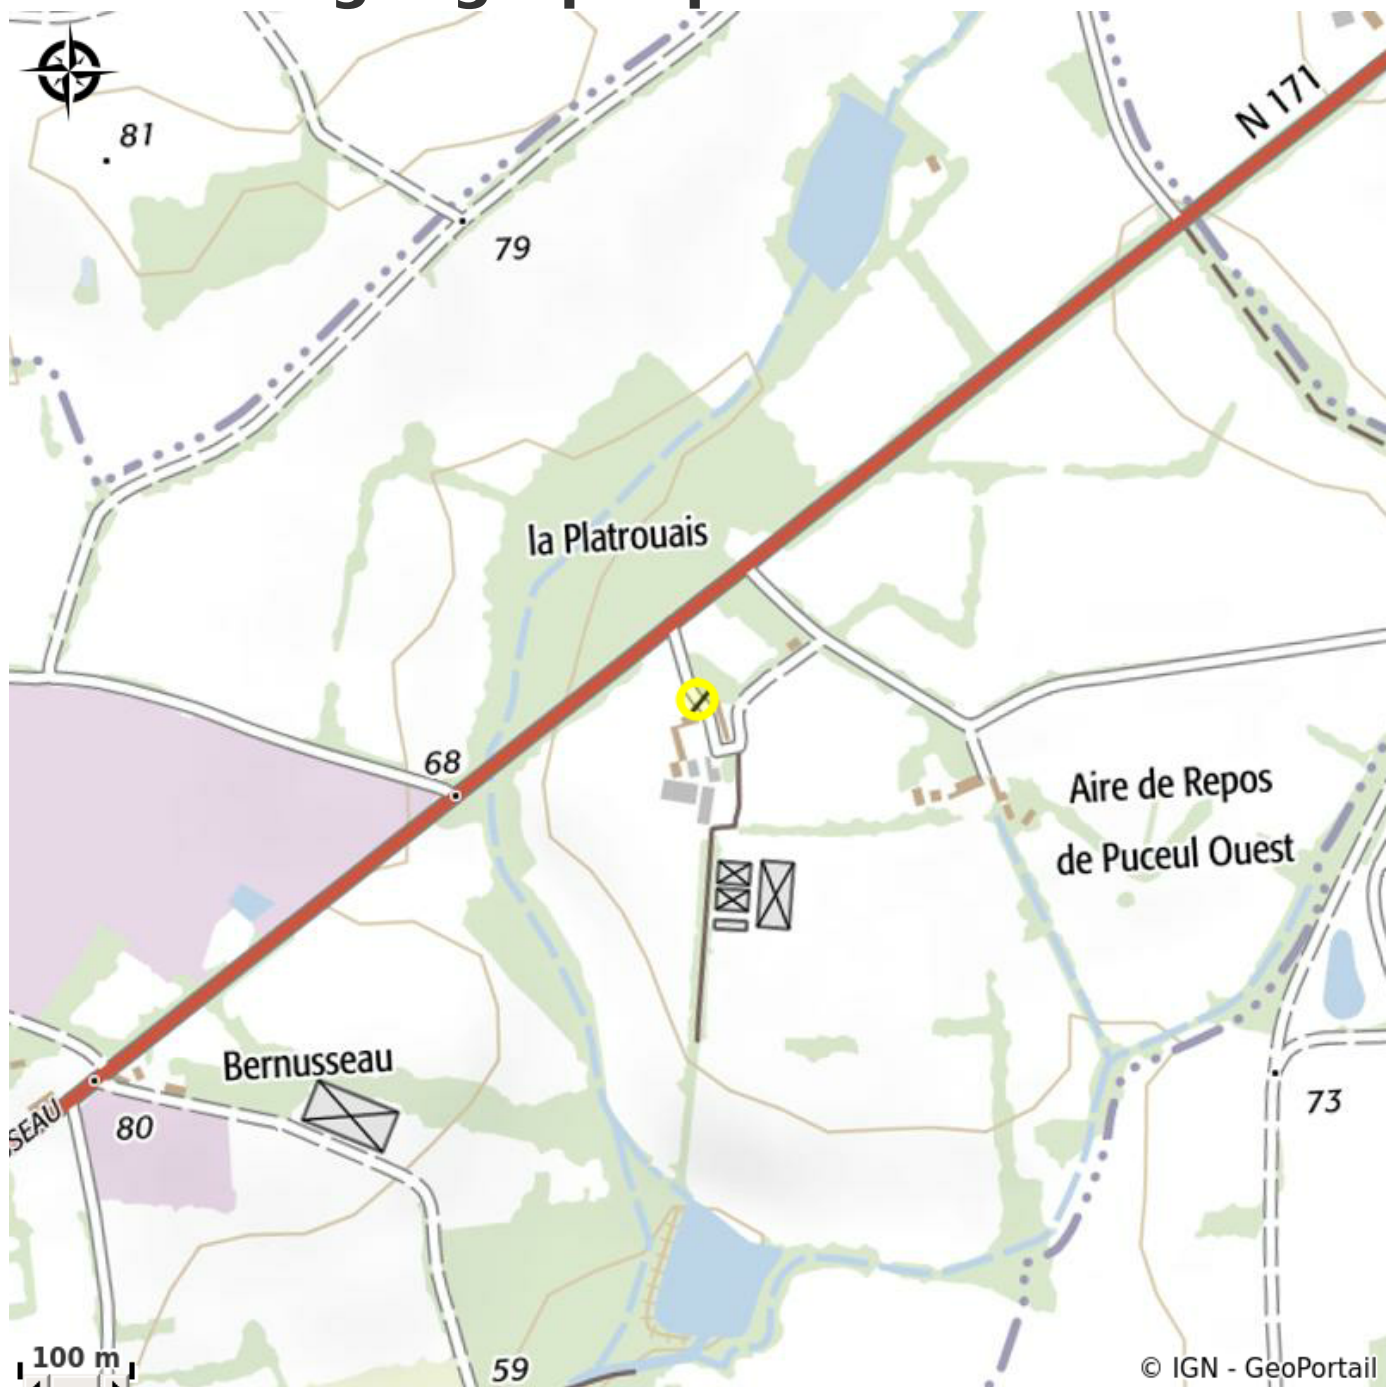 81
N 171
79
la Platrouais
68
Aire de Repos
de Puceul Ouest
Bernusseau
SEAU
80
73
59
100 m
© IGN - GeoPortail